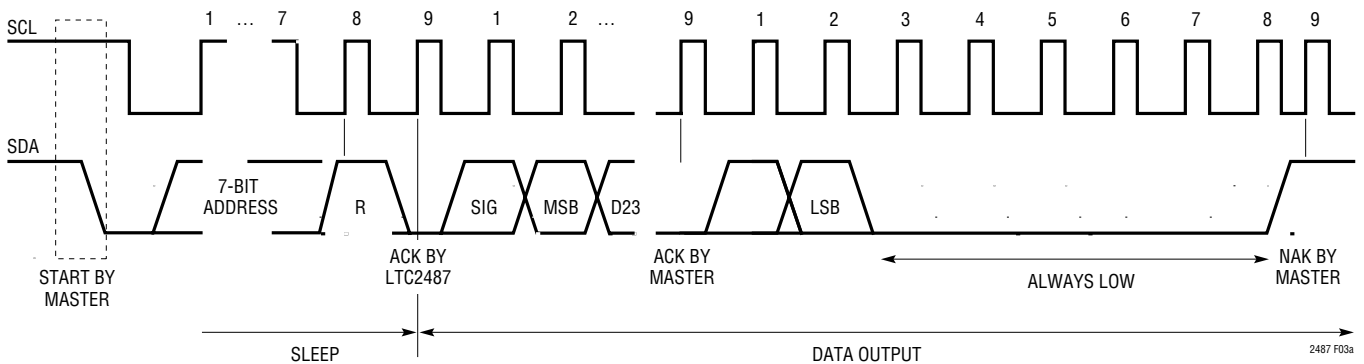 1 … 7 8 9 1 2 … 9 1 2 3 4 5 6 7 8 9
SCL
SDA
7-BIT
ADDRESS
R
SIG
MSB
D23
LSB
START BY
MASTER
ACK BY
LTC2487
ACK BY
MASTER
ALWAYS LOW
NAK BY
MASTER
SLEEP
DATA OUTPUT
2487 F03a